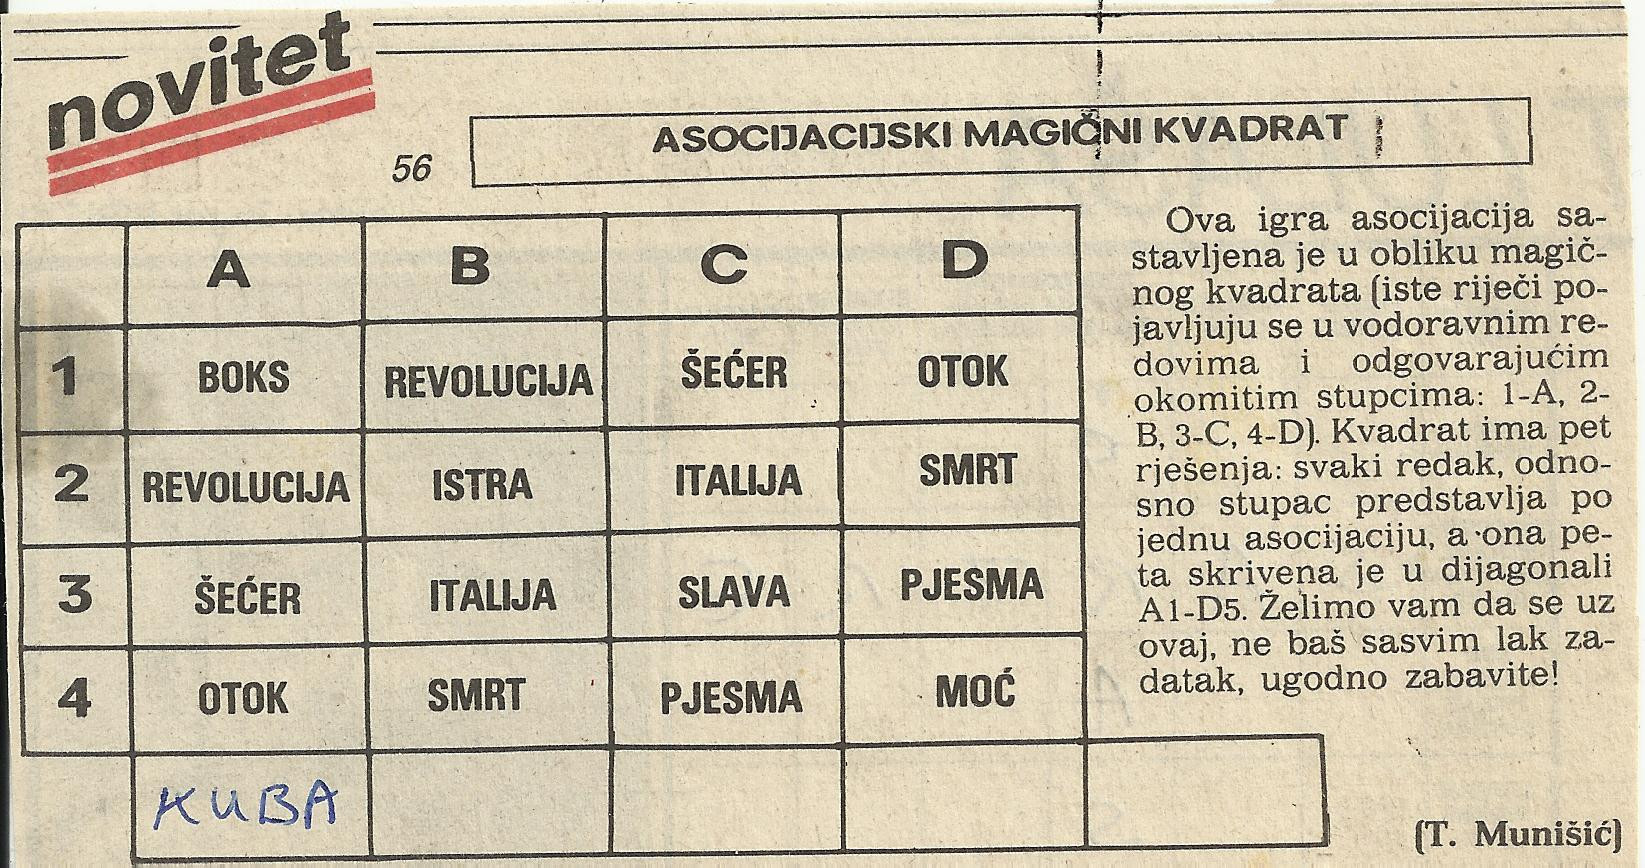 novitet
56
ASOCIJACIJSKI MAGIČNI KVADRAT
A B C D
1 BOKS REVOLUCIJA ŠEĆER OTOK
2 REVOLUCIJA ISTRA ITALIJA SMRT
3 ŠEĆER ITALIJA SLAVA PJESMA
4 OTOK SMRT PJESMA MOĆ
KUBA
Ova igra asocijacija sa-
stavljena je u obliku magič-
nog kvadrata (iste riječi po-
javljuju se u vodoravnim re-
dovima i odgovarajućim
okomitim stupcima: 1-A, 2-
B, 3-C, 4-D). Kvadrat ima pet
rješenja: svaki redak, odno-
sno stupac predstavlja po
jednu asocijaciju, a ona pe-
ta skrivena je u dijagonali
A1-D5. Želimo vam da se uz
ovaj, ne baš sasvim lak za-
datak, ugodno zabavite!
(T. Munišić)